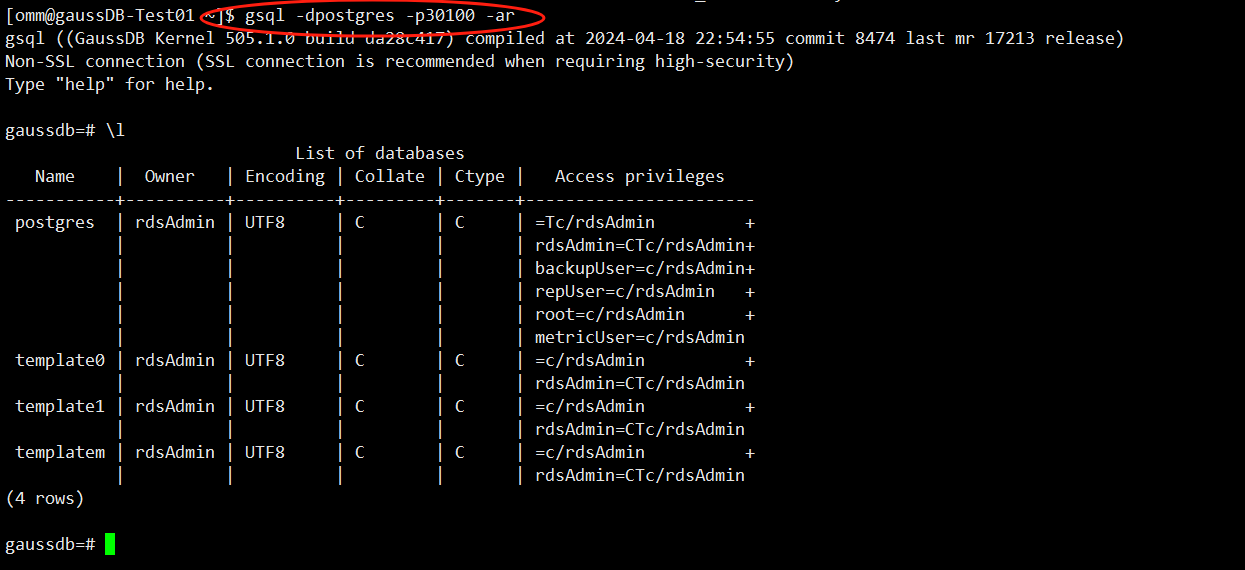 [omm@gaussDB-Test01 ~]$ gsql -dpostgres -p30100 -ar
gsql ((GaussDB Kernel 505.1.0 build da28c417) compiled at 2024-04-18 22:54:55 commit 8474 last mr 17213 release)
Non-SSL connection (SSL connection is recommended when requiring high-security)
Type "help" for help.

gaussdb=# \l
                             List of databases
   Name    |  Owner   | Encoding | Collate | Ctype |   Access privileges
-----------+----------+----------+---------+-------+-----------------------
 postgres  | rdsAdmin | UTF8     | C       | C     | =Tc/rdsAdmin         +
           |          |          |         |       | rdsAdmin=CTc/rdsAdmin+
           |          |          |         |       | backupUser=c/rdsAdmin+
           |          |          |         |       | repUser=c/rdsAdmin   +
           |          |          |         |       | root=c/rdsAdmin      +
           |          |          |         |       | metricUser=c/rdsAdmin
 template0 | rdsAdmin | UTF8     | C       | C     | =c/rdsAdmin          +
           |          |          |         |       | rdsAdmin=CTc/rdsAdmin
 template1 | rdsAdmin | UTF8     | C       | C     | =c/rdsAdmin          +
           |          |          |         |       | rdsAdmin=CTc/rdsAdmin
 templatem | rdsAdmin | UTF8     | C       | C     | =c/rdsAdmin          +
           |          |          |         |       | rdsAdmin=CTc/rdsAdmin
(4 rows)

gaussdb=#